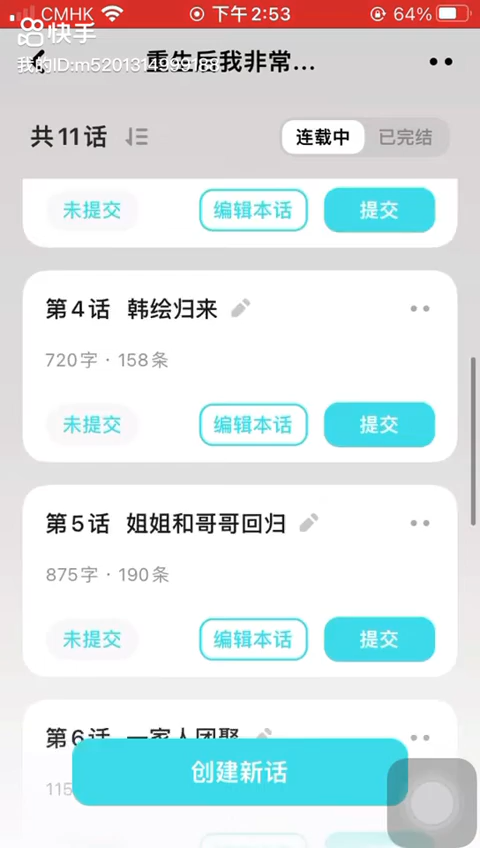 CMHK 下午2:53 64%
快手
我的ID:m5201314999188
重生后我非常...
共11话 连载中 已完结
未提交 编辑本话 提交
第4话 韩绘归来
720字 · 158条
未提交 编辑本话 提交
第5话 姐姐和哥哥回归
875字 · 190条
未提交 编辑本话 提交
第6话 一家人团聚
115
创建新话